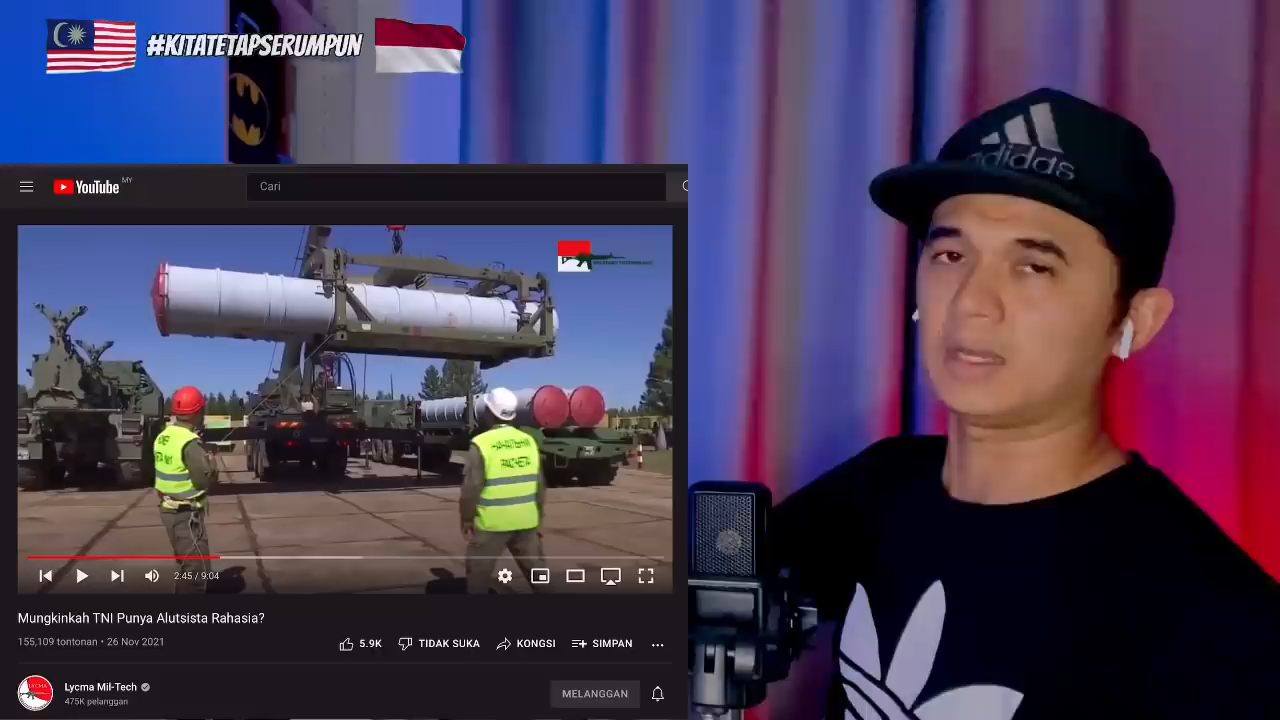 #KITATETAPSERUMPUN
YouTube MY
Cari
adidas
2:45 / 9:04
Mungkinkah TNI Punya Alutsista Rahasia?
155,109 tontonan • 26 Nov 2021
5.9K
TIDAK SUKA
KONGSI
SIMPAN
Lycma Mil-Tech
475K pelanggan
MELANGGAN